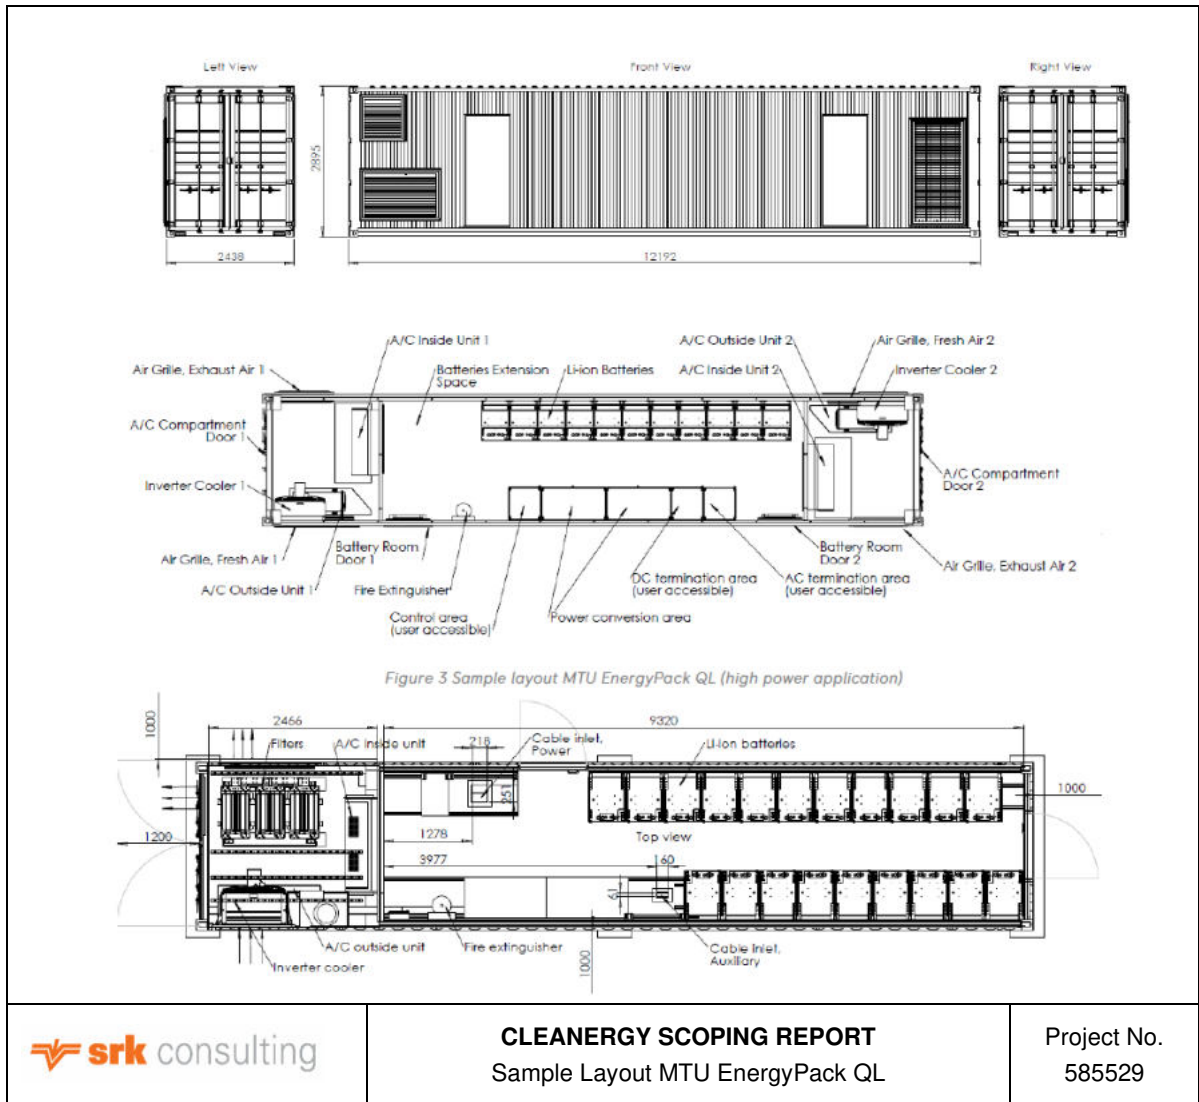 Left View
Front View
Right View
2895
2438
12192
A/C Inside Unit 1
A/C Outside Unit 2
Air Grille, Fresh Air 2
Air Grille, Exhaust Air 1
Batteries Extension
Space
Li-ion Batteries
A/C Inside Unit 2
Inverter Cooler 2
A/C Compartment
Door 1
Inverter Cooler 1
A/C Compartment
Door 2
Air Grille, Fresh Air 1
Battery Room
Door 1
Battery Room
Door 2
Air Grille, Exhaust Air 2
A/C Outside Unit 1
Fire Extinguisher
DC termination area
(user accessible)
AC termination area
(user accessible)
Control area
(user accessible)
Power conversion area
Figure 3 Sample layout MTU EnergyPack QL (high power application)
1000
2466
9320
Filters
A/C Inside unit
218
Cable inlet,
Power
Li-ion batteries
251
1000
1200
1278
Top view
3977
160
61
A/C outside unit
Fire extinguisher
Cable Inlet,
Auxiliary
Inverter cooler
1000
srk consulting
CLEANERGY SCOPING REPORT
Sample Layout MTU EnergyPack QL
Project No.
585529